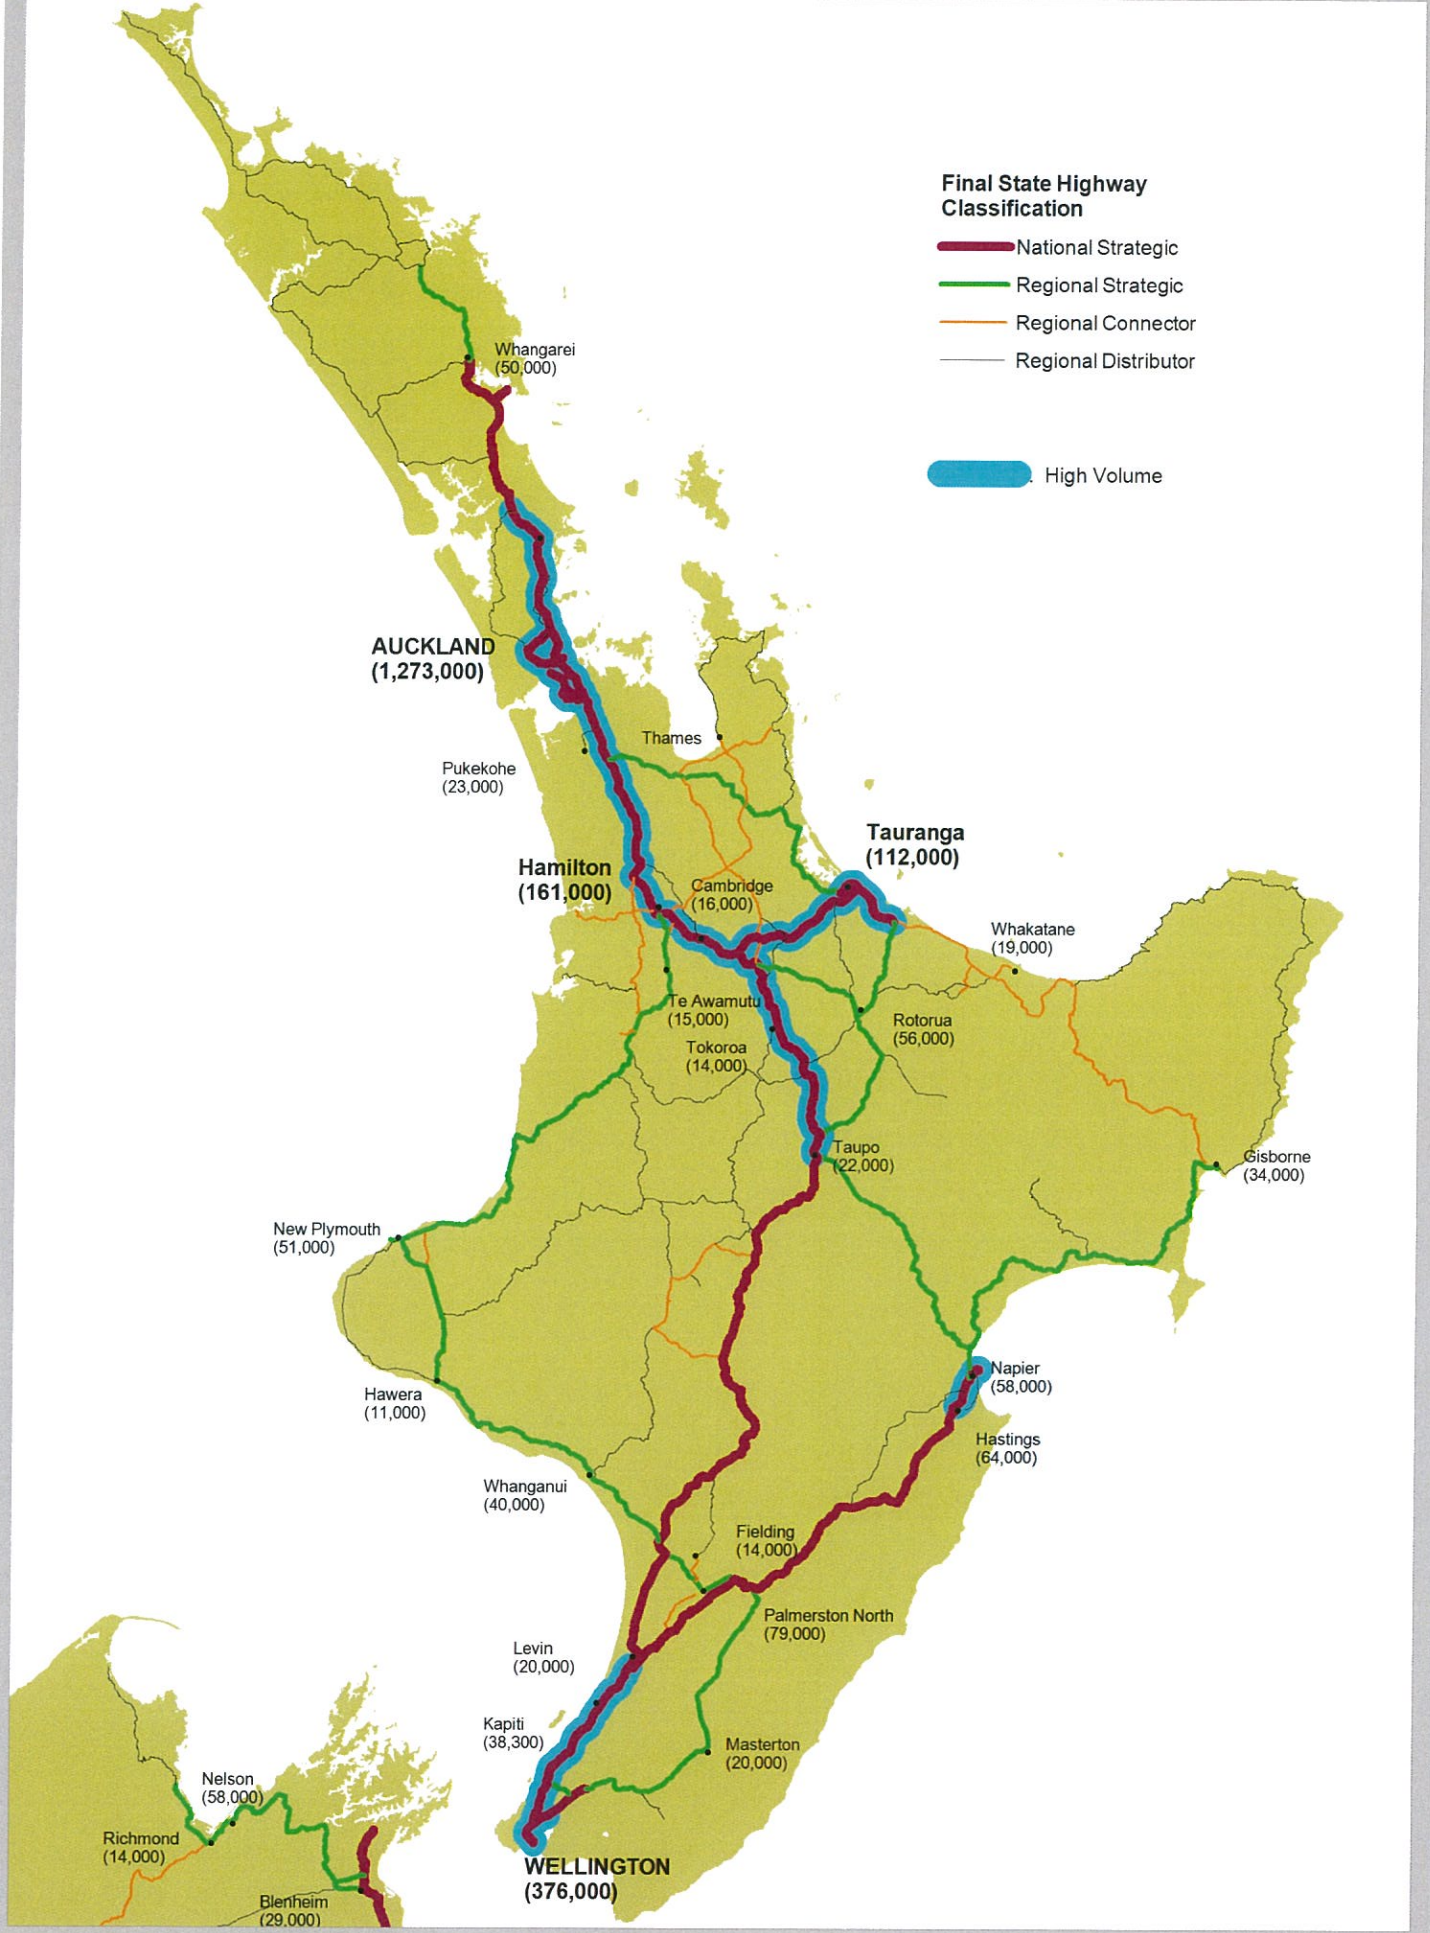 Final State Highway
Classification
National Strategic
Regional Strategic
Regional Connector
Regional Distributor
High Volume
Whangarei
(50,000)
AUCKLAND
(1,273,000)
Thames
Pukekohe
(23,000)
Tauranga
(112,000)
Hamilton
(161,000)
Cambridge
(16,000)
Whakatane
(19,000)
Te Awamutu
(15,000)
Rotorua
(56,000)
Tokoroa
(14,000)
Taupo
(22,000)
Gisborne
(34,000)
New Plymouth
(51,000)
Napier
(58,000)
Hawera
(11,000)
Hastings
(64,000)
Whanganui
(40,000)
Fielding
(14,000)
Palmerston North
(79,000)
Levin
(20,000)
Kapiti
(38,300)
Masterton
(20,000)
Nelson
(58,000)
Richmond
(14,000)
WELLINGTON
(376,000)
Blenheim
(29,000)